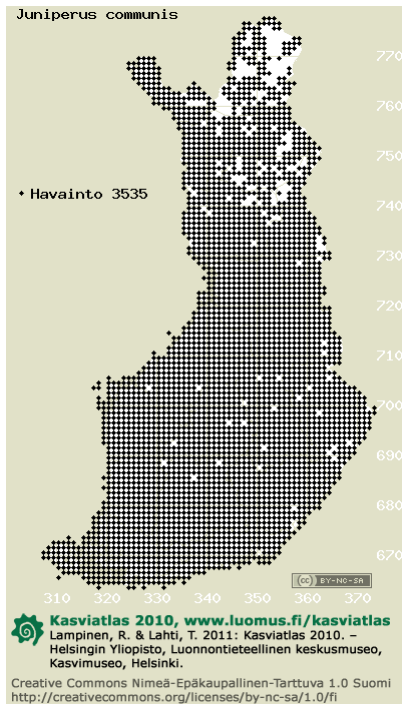 Juniperus communis
770
760
750
Havainto 3535
740
730
720
710
700
690
680
670
(cc) BY-NC-SA
310 320 330 340 350 360 370
Kasviatlas 2010, www.luomus.fi/kasviatlas
Lampinen, R. & Lahti, T. 2011: Kasviatlas 2010. –
Helsingin Yliopisto, Luonnontieteellinen keskusmuseo,
Kasvimuseo, Helsinki.
Creative Commons Nimeä-Epäkaupallinen-Tarttuva 1.0 Suomi
http://creativecommons.org/licenses/by-nc-sa/1.0/fi